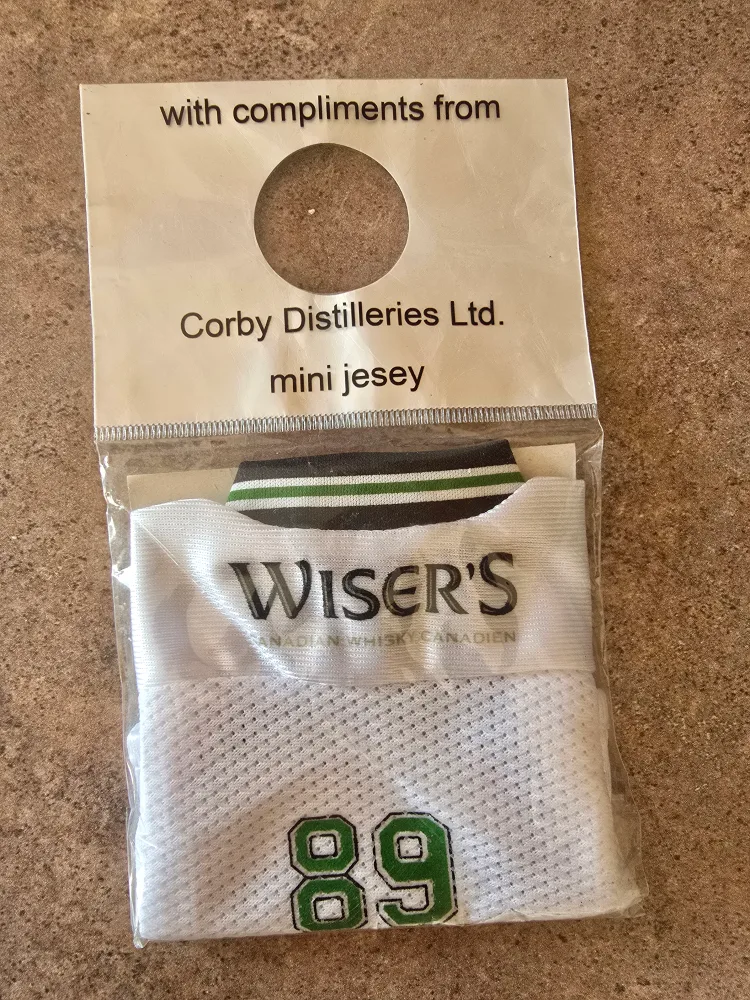 with compliments from
Corby Distilleries Ltd.
mini jesey
WISER'S
CANADIAN WHISKY CANADIEN
89